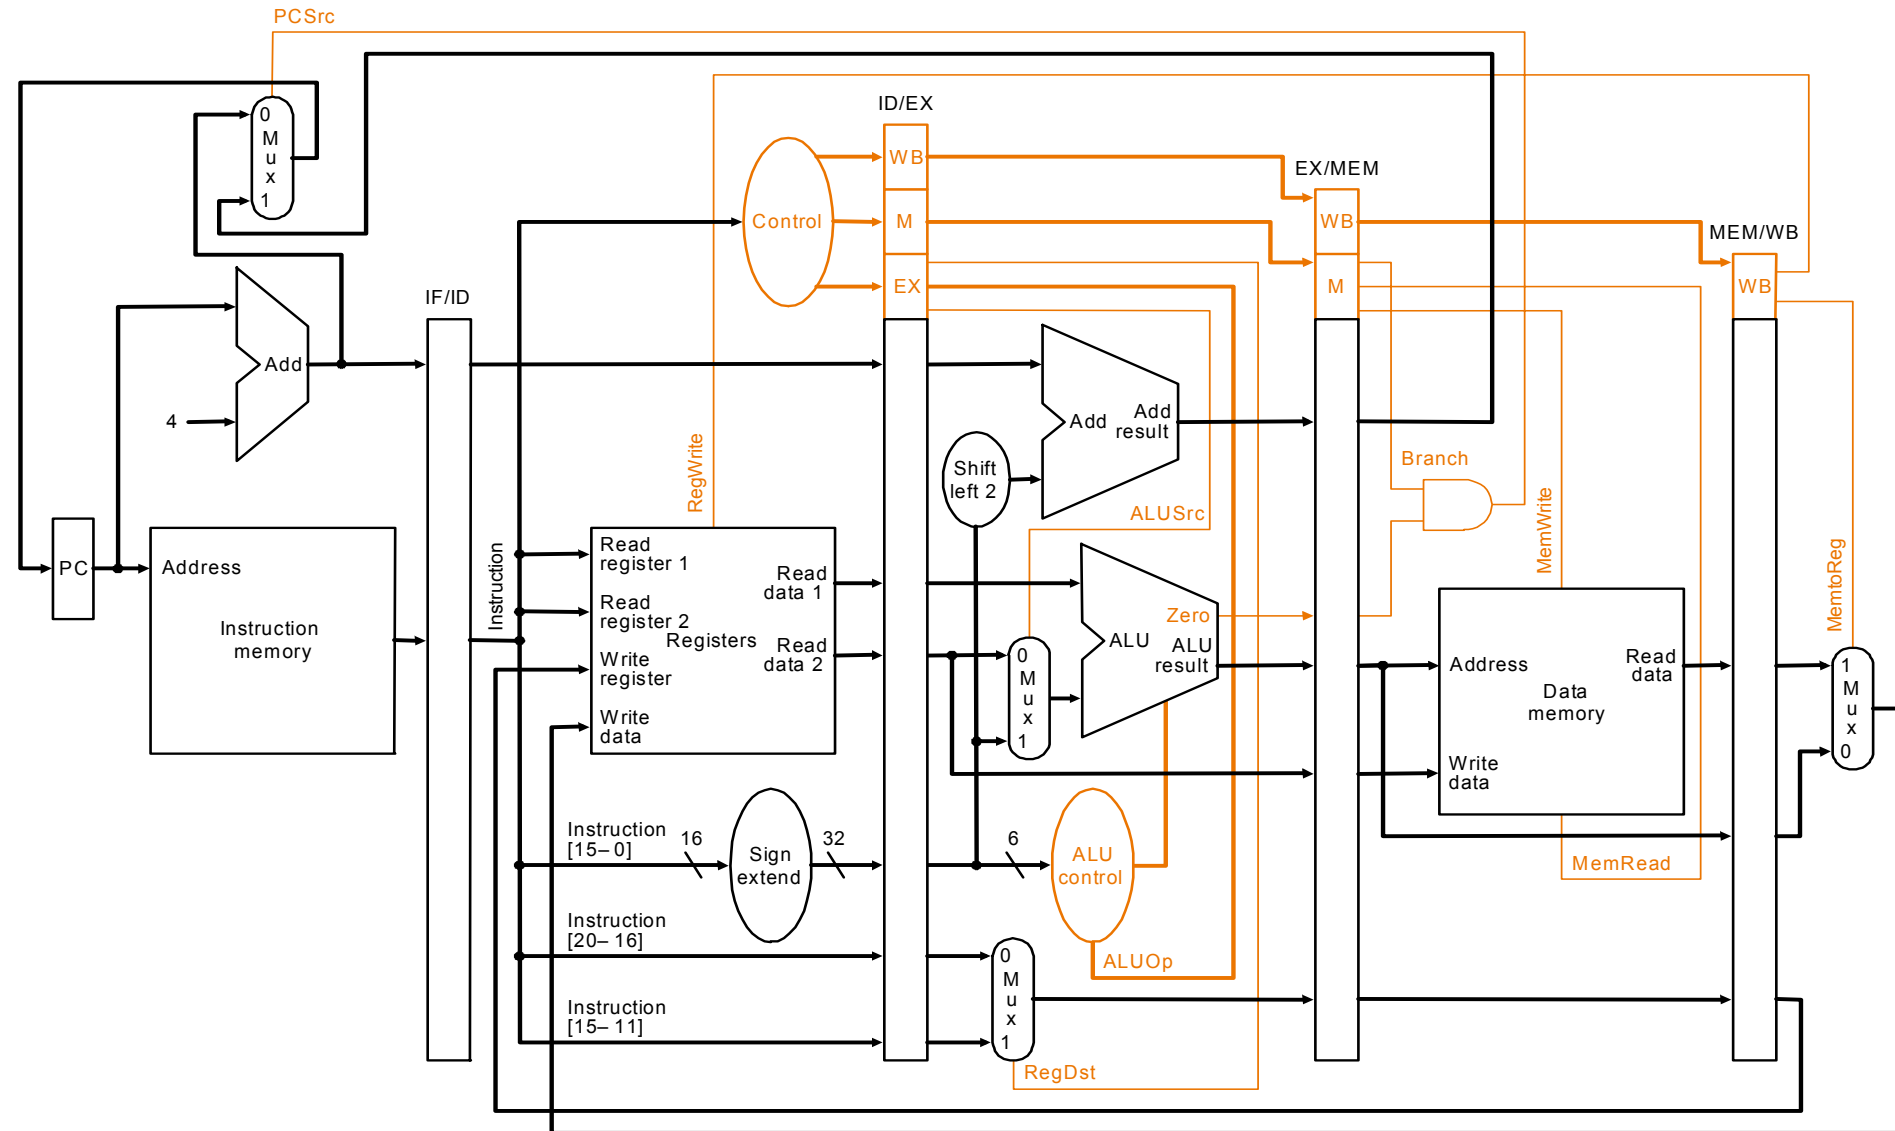 PCSrc
0
M
u
x
1
ID/EX
WB
M
EX
Control
EX/MEM
WB
M
MEM/WB
WB
IF/ID
Add
4
Add
Add
result
Shift
left 2
RegWrite
Branch
ALUSrc
MemWrite
MemtoReg
PC
Address
Instruction
memory
Instruction
Read
register 1
Read
register 2
Write
register
Write
data
Registers
Read
data 1
Read
data 2
0
M
u
x
1
Zero
ALU
ALU
result
Address
Write
data
Data
memory
Read
data
1
M
u
x
0
Instruction
[15–0]
16
Sign
extend
32
6
ALU
control
MemRead
Instruction
[20–16]
ALUOp
Instruction
[15–11]
0
M
u
x
1
RegDst